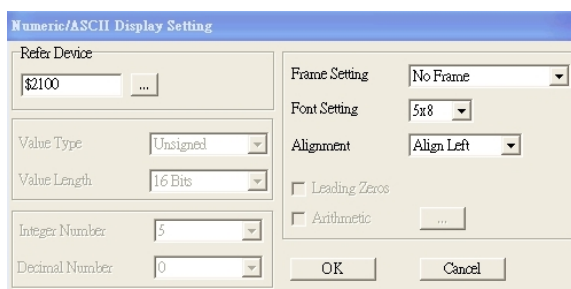 Numeric/ASCII Display Setting
Refer Device
$2100
...
Value Type
Unsigned
Value Length
16 Bits
Integer Number
5
Decimal Number
0
Frame Setting
No Frame
Font Setting
5x8
Alignment
Align Left
Leading Zeros
Arithmetic
...
OK
Cancel